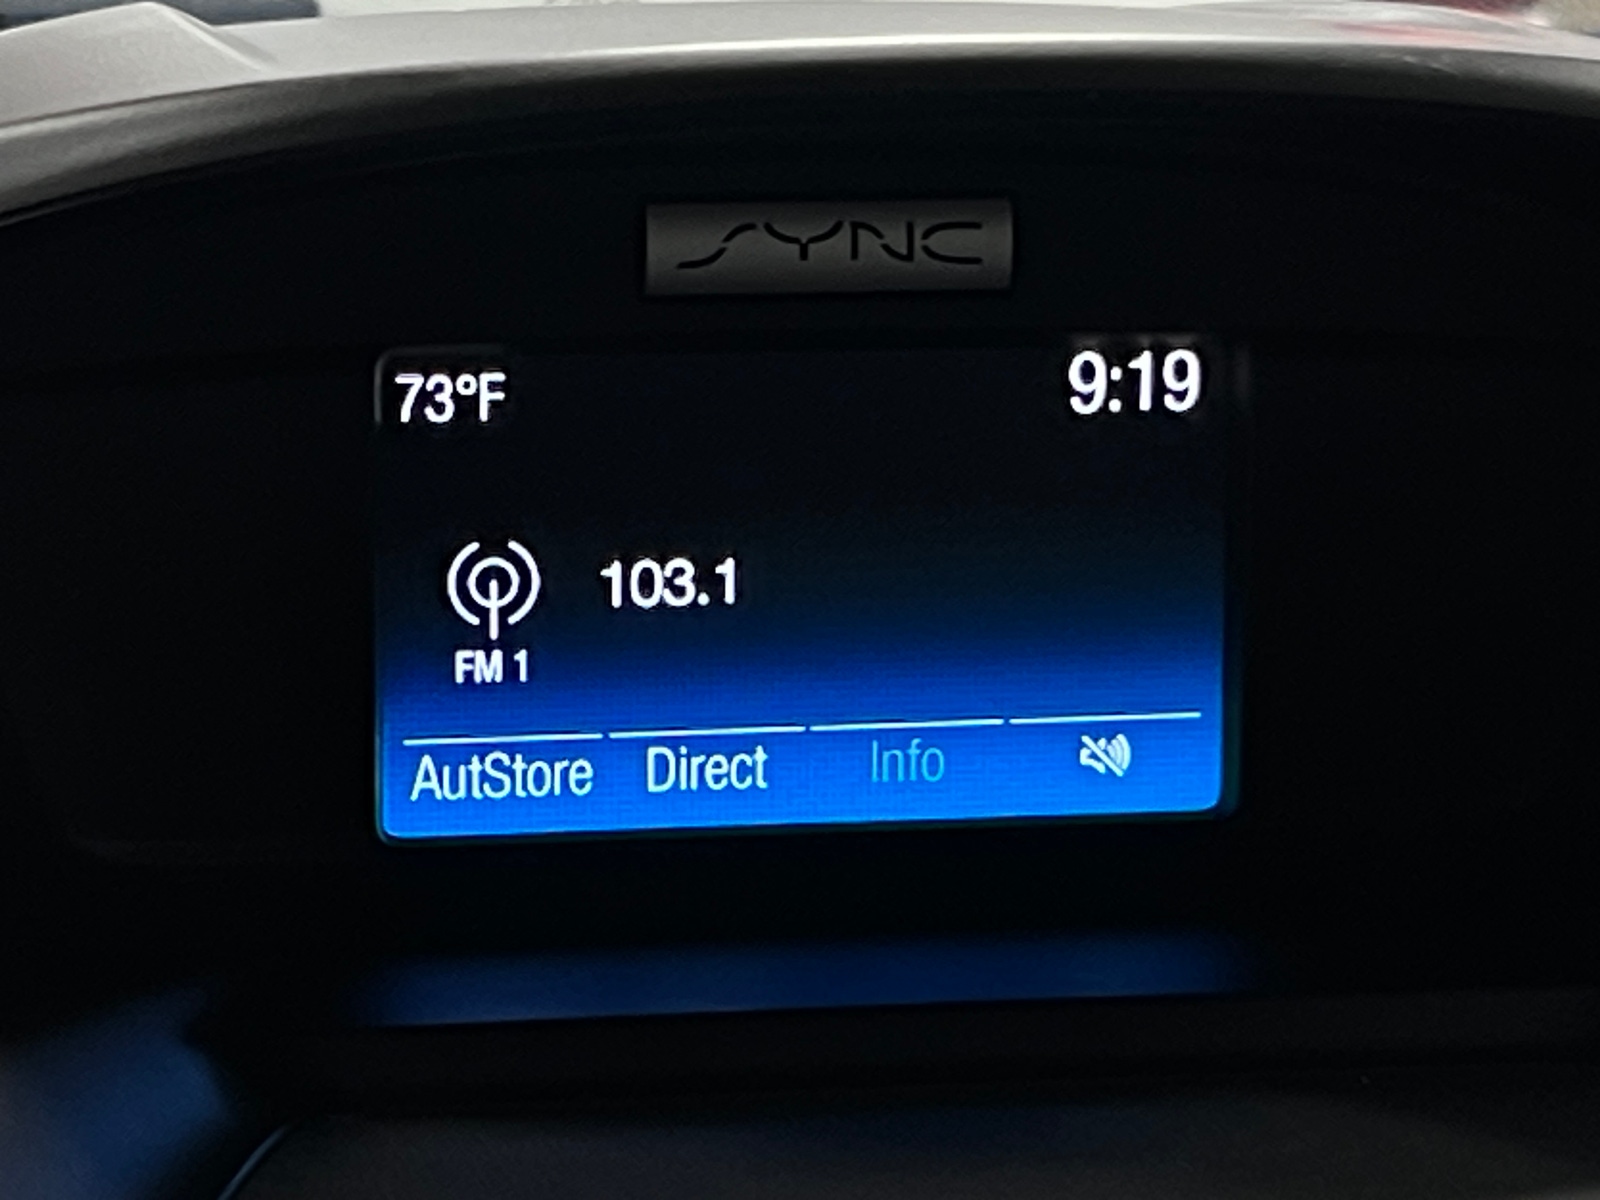 SYNC
73°F 9:19
103.1
FM 1
AutStore Direct Info